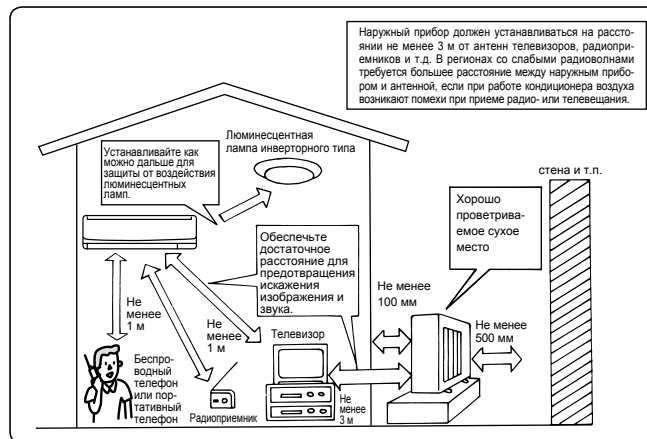 Наружный прибор должен устанавливаться на рассто-
янии не менее 3 м от антенн телевизоров, радиопри-
емников и т.д. В регионах со слабыми радиоволнами
требуется большее расстояние между наружным прибо-
ром и антенной, если при работе кондиционера воздуха
возникают помехи при приеме радио- или телевещания.
Люминесцентная
лампа инверторного типа
Устанавливайте как
можно дальше для
защиты от воздействия
люминесцентных
ламп.
стена и т.п.
Хорошо
проветрива-
емое сухое
место
Обеспечьте
достаточное
расстояние для
предотвращения
искажения
изображения и
звука.
Не менее
100 мм
Не менее
500 мм
Не
менее
1 м
Не
менее
1 м
Телевизор
Беспро-
водный
телефон
или пор-
тативный
телефон
Радиоприемник
Не
менее
3 м